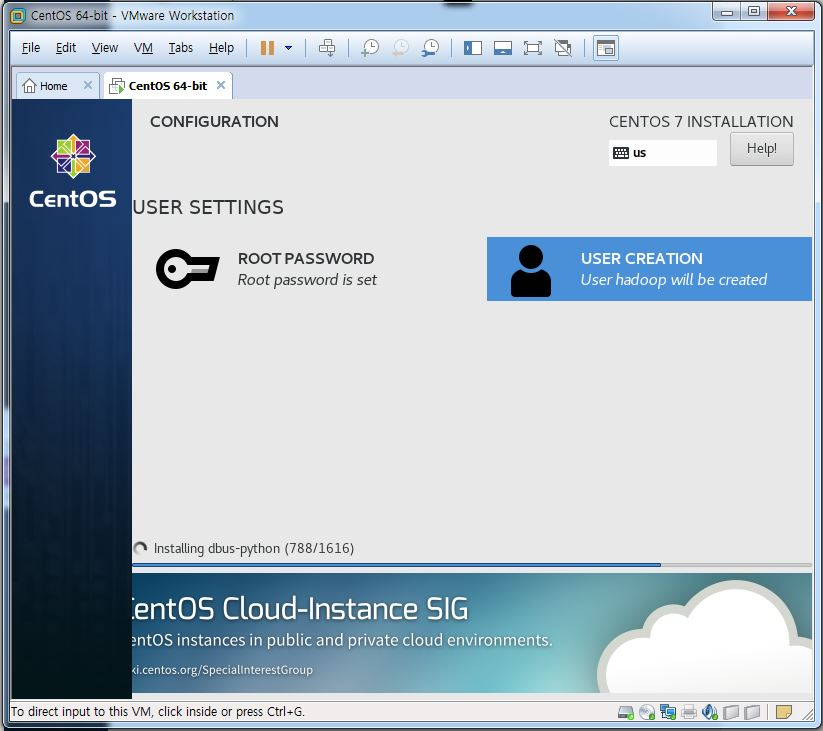 CentOS 64-bit - VMware Workstation
File Edit View VM Tabs Help
Home CentOS 64-bit
CONFIGURATION
CENTOS 7 INSTALLATION
us
Help!
CentOS
USER SETTINGS
ROOT PASSWORD
Root password is set
USER CREATION
User hadoop will be created
Installing dbus-python (788/1616)
CentOS Cloud-Instance SIG
entOS instances in public and private cloud environments.
ki.centos.org/SpecialInterestGroup
To direct input to this VM, click inside or press Ctrl+G.